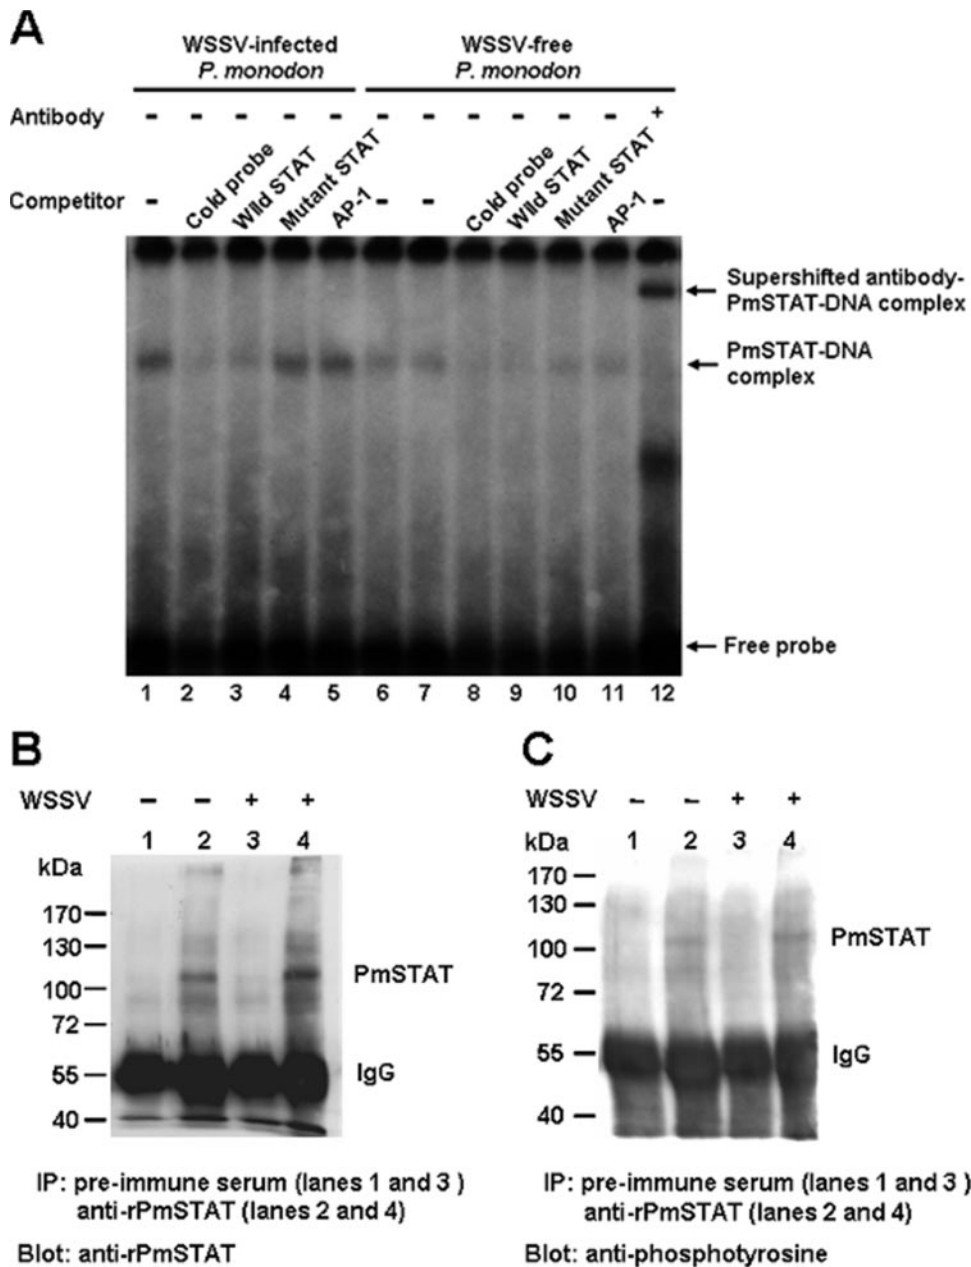 A
WSSV-infected
P. monodon
WSSV-free
P. monodon
Antibody - - - - - - - - - - - +
Competitor - Cold probe Wild STAT Mutant STAT AP-1 - - Cold probe Wild STAT Mutant STAT AP-1 -
Supershifted antibody-
PmSTAT-DNA complex
PmSTAT-DNA
complex
Free probe
1 2 3 4 5 6 7 8 9 10 11 12
B
WSSV - - + +
1 2 3 4
kDa
170
130
PmSTAT
100
72
55
IgG
40
IP: pre-immune serum (lanes 1 and 3 )
anti-rPmSTAT (lanes 2 and 4)
Blot: anti-rPmSTAT
C
WSSV - - + +
kDa 1 2 3 4
170
130
PmSTAT
100
72
55
IgG
40
IP: pre-immune serum (lanes 1 and 3 )
anti-rPmSTAT (lanes 2 and 4)
Blot: anti-phosphotyrosine